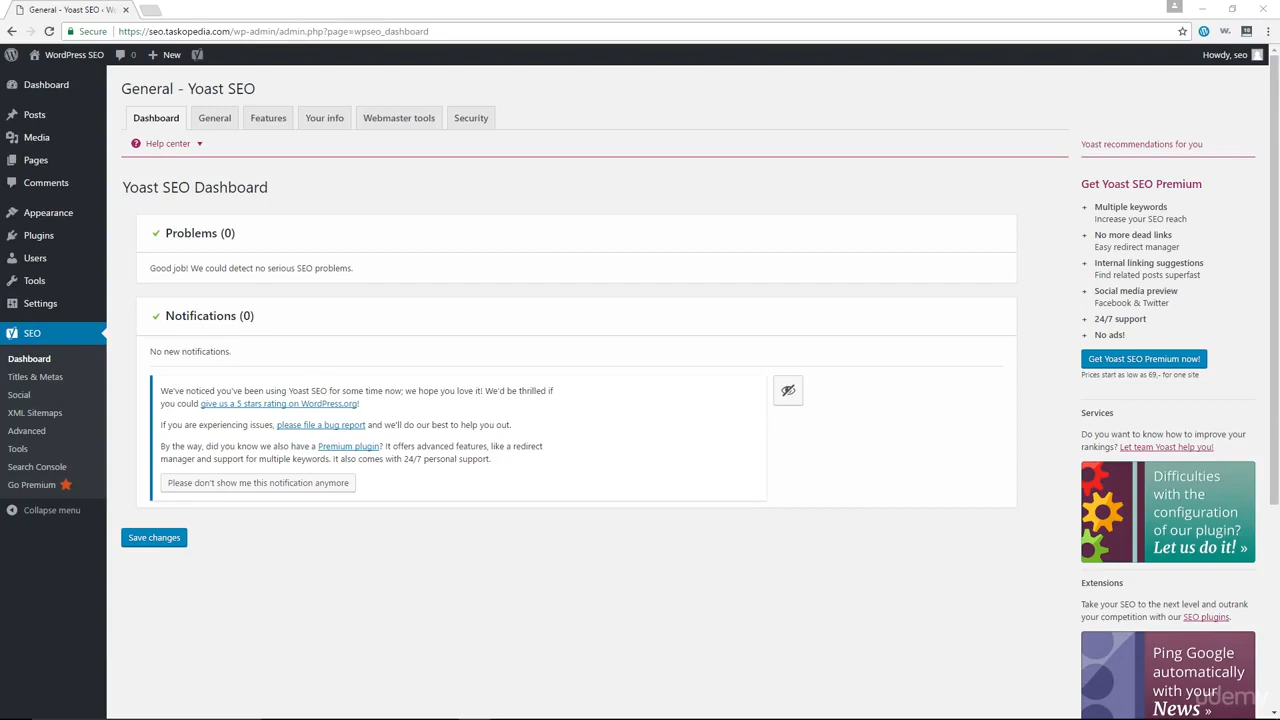 General - Yoast SEO ‹ W
Secure
https://seo.taskopedia.com/wp-admin/admin.php?page=wpseo_dashboard
WordPress SEO
0
New
Howdy, seo
Dashboard
Posts
Media
Pages
Comments
Appearance
Plugins
Users
Tools
Settings
SEO
Dashboard
Titles & Metas
Social
XML Sitemaps
Advanced
Tools
Search Console
Go Premium
Collapse menu
General - Yoast SEO
Dashboard
General
Features
Your info
Webmaster tools
Security
Help center
Yoast SEO Dashboard
Problems (0)
Good job! We could detect no serious SEO problems.
Notifications (0)
No new notifications.
We've noticed you've been using Yoast SEO for some time now; we hope you love it! We'd be thrilled if
you could give us a 5 stars rating on WordPress.org!
If you are experiencing issues, please file a bug report and we'll do our best to help you out.
By the way, did you know we also have a Premium plugin? It offers advanced features, like a redirect
manager and support for multiple keywords. It also comes with 24/7 personal support.
Please don't show me this notification anymore
Save changes
Yoast recommendations for you
Get Yoast SEO Premium
+ Multiple keywords
Increase your SEO reach
+ No more dead links
Easy redirect manager
+ Internal linking suggestions
Find related posts superfast
+ Social media preview
Facebook & Twitter
+ 24/7 support
+ No ads!
Get Yoast SEO Premium now!
Prices start as low as 69,- for one site
Services
Do you want to know how to improve your
rankings? Let team Yoast help you!
Difficulties
with the
configuration
of our plugin?
Let us do it! »
Extensions
Take your SEO to the next level and outrank
your competition with our SEO plugins.
Ping Google
automatically
with your
News »
udemy